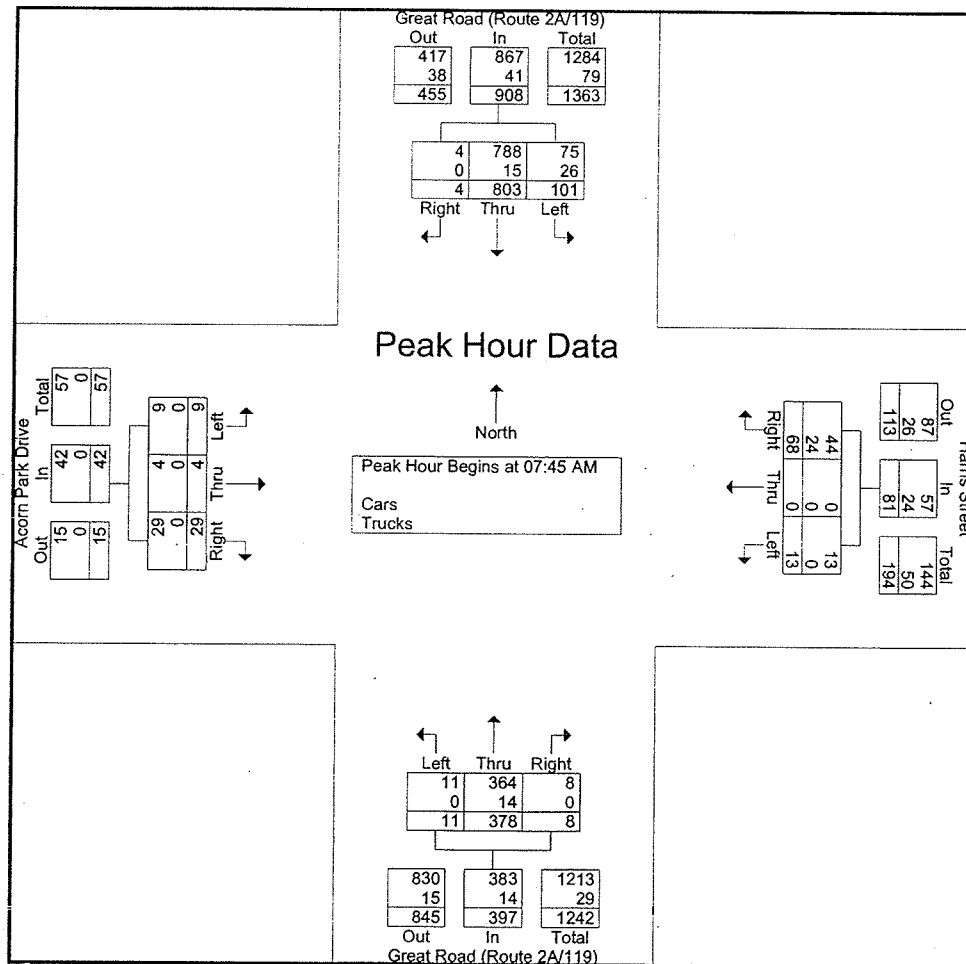 Great Road (Route 2A/119)
Out In Total
417 867 1284
38 41 79
455 908 1363
4 788 75
0 15 26
4 803 101
Right Thru Left
Peak Hour Data
North
Peak Hour Begins at 07:45 AM
Cars
Trucks
Acorn Park Drive
Out In Total
15 42 57
0 0 0
15 42 57
Left Thru Right
9 4 29
0 0 0
9 4 29
Street
Out In Total
87 57 144
26 24 50
113 81 194
Right Thru Left
44 0 13
24 0 0
68 0 13
Left Thru Right
11 364 8
0 14 0
11 378 8
830 383 1213
15 14 29
845 397 1242
Out In Total
Great Road (Route 2A/119)